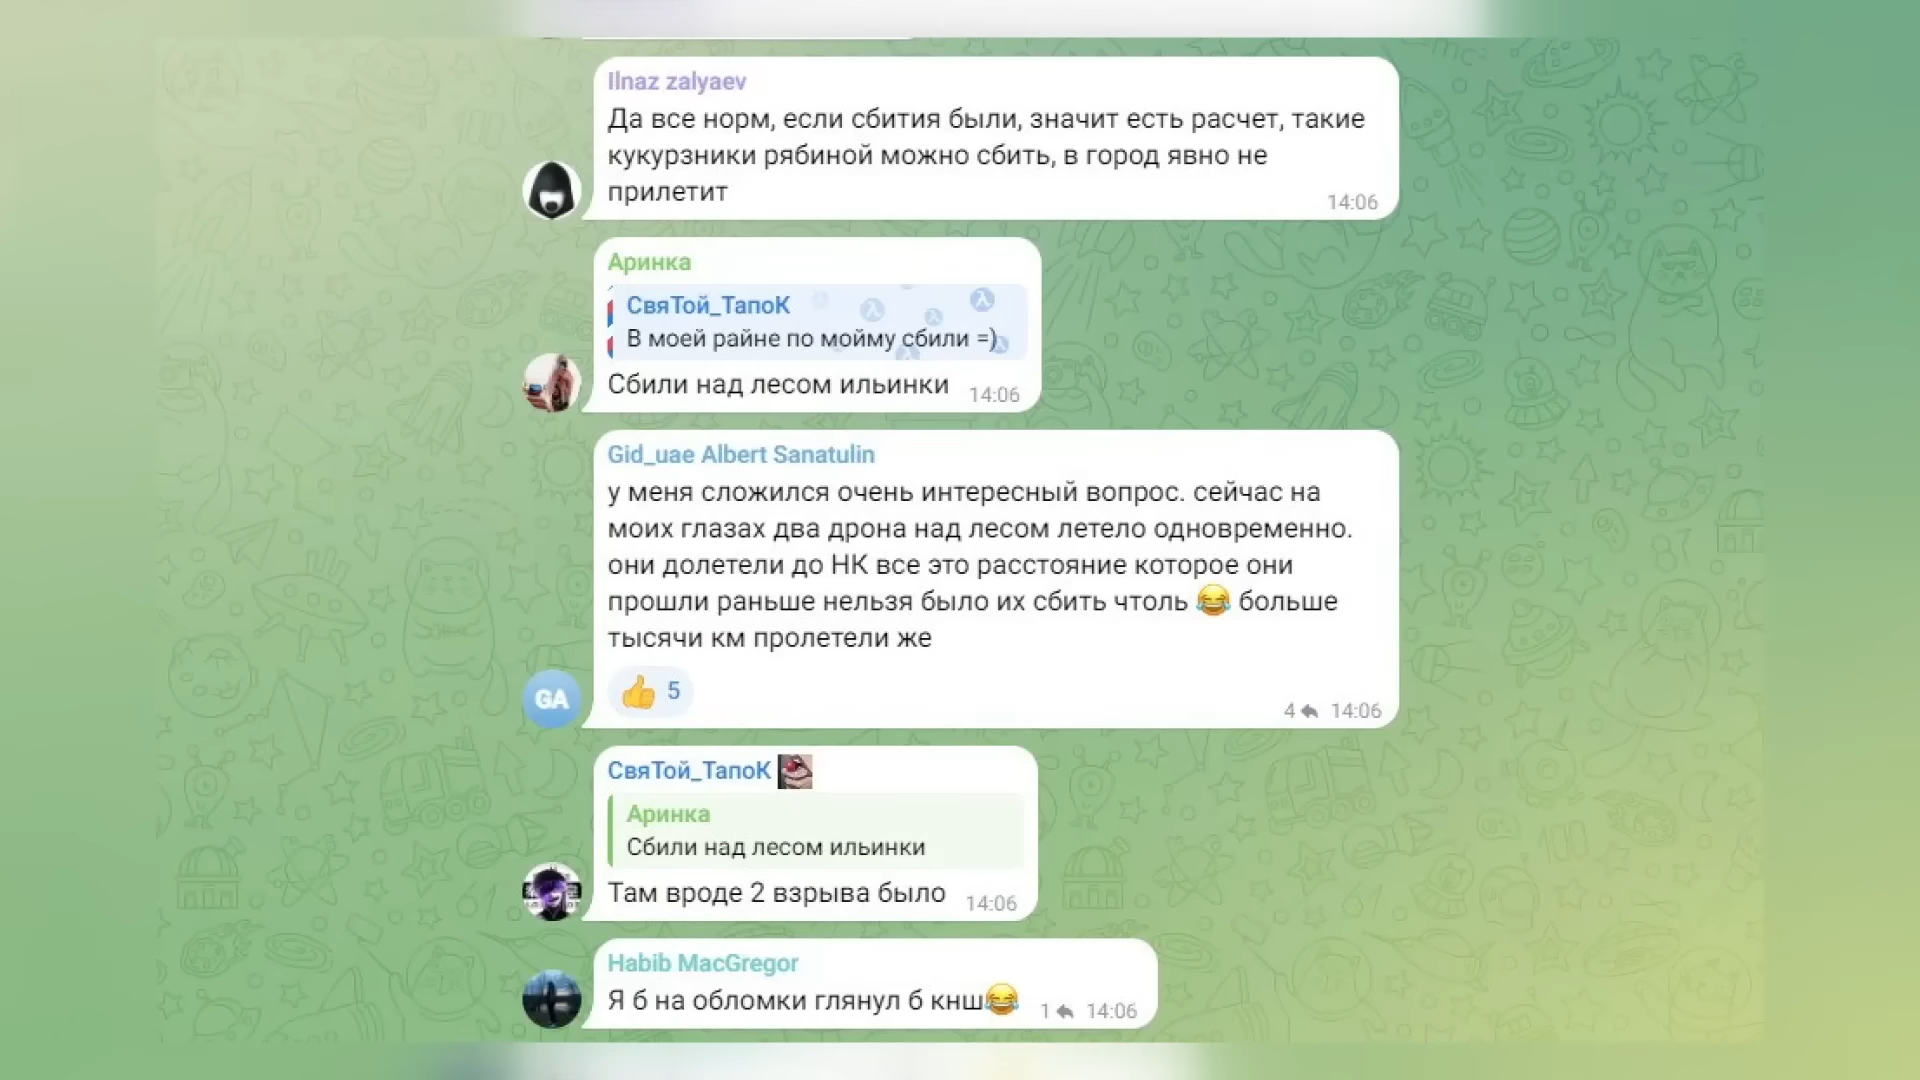 Ilnaz zalyaev
Да все норм, если сбития были, значит есть расчет, такие
кукурзники рябиной можно сбить, в город явно не
прилетит
14:06
Аринка
СвяТой_ТапоК
В моей райне по мойму сбили =)
Сбили над лесом ильинки
14:06
Gid_uae Albert Sanatulin
у меня сложился очень интересный вопрос. сейчас на
моих глазах два дрона над лесом летело одновременно.
они долетели до НК все это расстояние которое они
прошли раньше нельзя было их сбить чтоль 😂 больше
тысячи км пролетели же
👍 5
4 14:06
GA
СвяТой_ТапоК
Аринка
Сбили над лесом ильинки
Там вроде 2 взрыва было
14:06
Habib MacGregor
Я б на обломки глянул б кнш😂
1 14:06